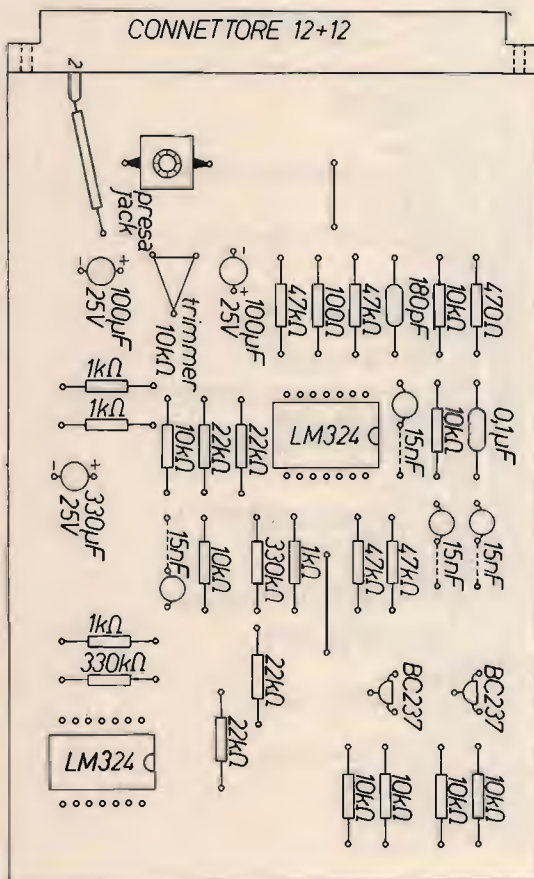 CONNETTORE 12+12
2
presa
jack
-
+
100µF
25V
trimmer
10kΩ
-
+
100µF
25V
47kΩ
100Ω
47kΩ
180pF
10kΩ
470Ω
1kΩ
1kΩ
10kΩ
22kΩ
22kΩ
LM324
15nF
10kΩ
0,1µF
-
+
330µF
25V
15nF
10kΩ
330kΩ
1kΩ
47kΩ
47kΩ
15nF
15nF
1kΩ
330kΩ
22kΩ
22kΩ
BC237
BC237
LM324
10kΩ
10kΩ
10kΩ
10kΩ